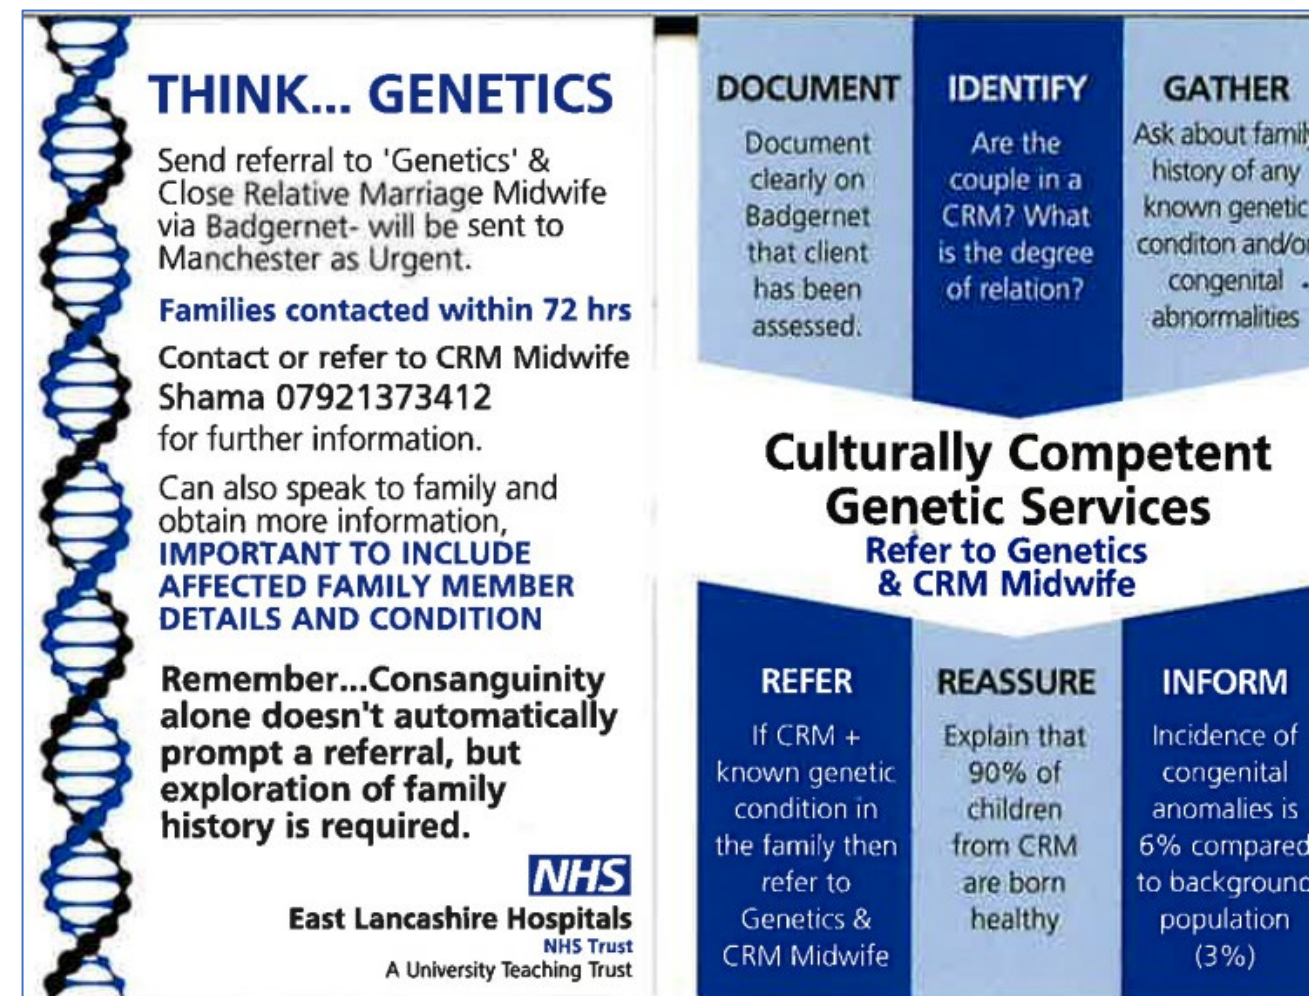 THINK... GENETICS
Send referral to 'Genetics' &
Close Relative Marriage Midwife
via Badgernet- will be sent to
Manchester as Urgent.
Families contacted within 72 hrs
Contact or refer to CRM Midwife
Shama 07921373412
for further information.
Can also speak to family and
obtain more information,
IMPORTANT TO INCLUDE
AFFECTED FAMILY MEMBER
DETAILS AND CONDITION
Remember...Consanguinity
alone doesn't automatically
prompt a referral, but
exploration of family
history is required.
NHS
East Lancashire Hospitals
NHS Trust
A University Teaching Trust
DOCUMENT
Document
clearly on
Badgernet
that client
has been
assessed.
IDENTIFY
Are the
couple in a
CRM? What
is the degree
of relation?
GATHER
Ask about family
history of any
known genetic
conditon and/or
congenital
abnormalities
Culturally Competent
Genetic Services
Refer to Genetics
& CRM Midwife
REFER
If CRM +
known genetic
condition in
the family then
refer to
Genetics &
CRM Midwife
REASSURE
Explain that
90% of
children
from CRM
are born
healthy
INFORM
Incidence of
congenital
anomalies is
6% compared
to background
population
(3%)